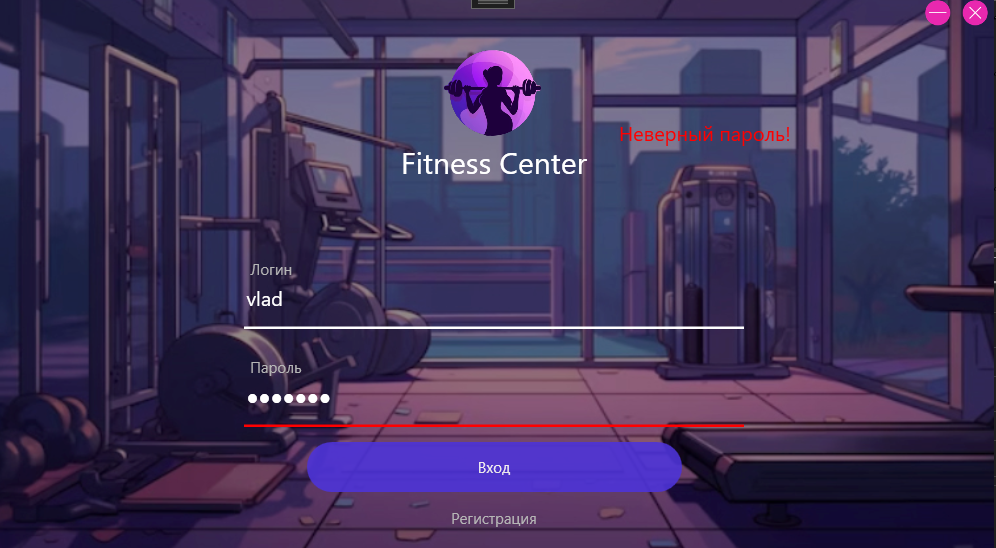 Неверный пароль!
Fitness Center
Логин
vlad
Пароль
Вход
Регистрация